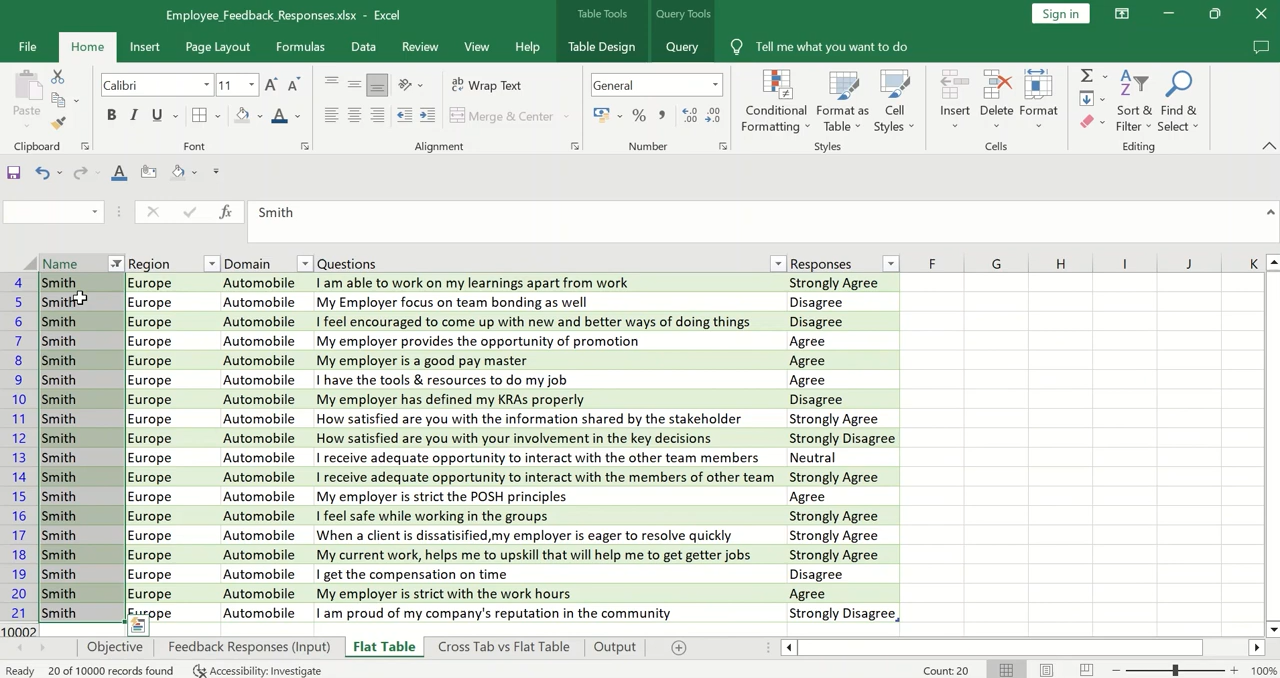 Employee_Feedback_Responses.xlsx - Excel
Table Tools
Query Tools
Sign in
File Home Insert Page Layout Formulas Data Review View Help Table Design Query Tell me what you want to do
Paste
Calibri 11
B I U
Wrap Text
Merge & Center
General
Conditional Formatting
Format as Table
Cell Styles
Insert
Delete
Format
Sort & Filter
Find & Select
Clipboard Font Alignment Number Styles Cells Editing
fx Smith
Name Region Domain Questions Responses F G H I J K
4 Smith Europe Automobile I am able to work on my learnings apart from work Strongly Agree
5 Smith Europe Automobile My Employer focus on team bonding as well Disagree
6 Smith Europe Automobile I feel encouraged to come up with new and better ways of doing things Disagree
7 Smith Europe Automobile My employer provides the opportunity of promotion Agree
8 Smith Europe Automobile My employer is a good pay master Agree
9 Smith Europe Automobile I have the tools & resources to do my job Agree
10 Smith Europe Automobile My employer has defined my KRAs properly Disagree
11 Smith Europe Automobile How satisfied are you with the information shared by the stakeholder Strongly Agree
12 Smith Europe Automobile How satisfied are you with your involvement in the key decisions Strongly Disagree
13 Smith Europe Automobile I receive adequate opportunity to interact with the other team members Neutral
14 Smith Europe Automobile I receive adequate opportunity to interact with the members of other team Strongly Agree
15 Smith Europe Automobile My employer is strict the POSH principles Agree
16 Smith Europe Automobile I feel safe while working in the groups Strongly Agree
17 Smith Europe Automobile When a client is dissatisified,my employer is eager to resolve quickly Strongly Agree
18 Smith Europe Automobile My current work, helps me to upskill that will help me to get getter jobs Strongly Agree
19 Smith Europe Automobile I get the compensation on time Disagree
20 Smith Europe Automobile My employer is strict with the work hours Agree
21 Smith Europe Automobile I am proud of my company's reputation in the community Strongly Disagree
10002
Objective Feedback Responses (Input) Flat Table Cross Tab vs Flat Table Output
Ready 20 of 10000 records found Accessibility: Investigate Count: 20 100%